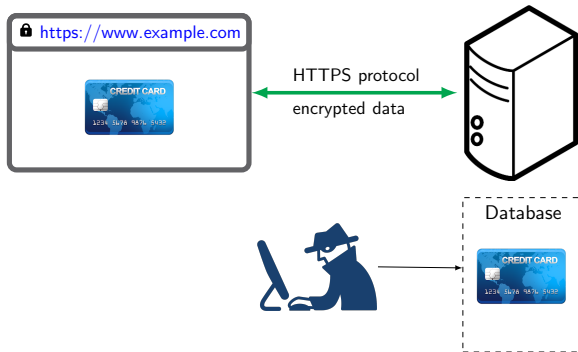 https://www.example.com
CREDIT CARD
1234 5678 9876 5432
HTTPS protocol
encrypted data
Database
CREDIT CARD
1234 5678 9876 5432